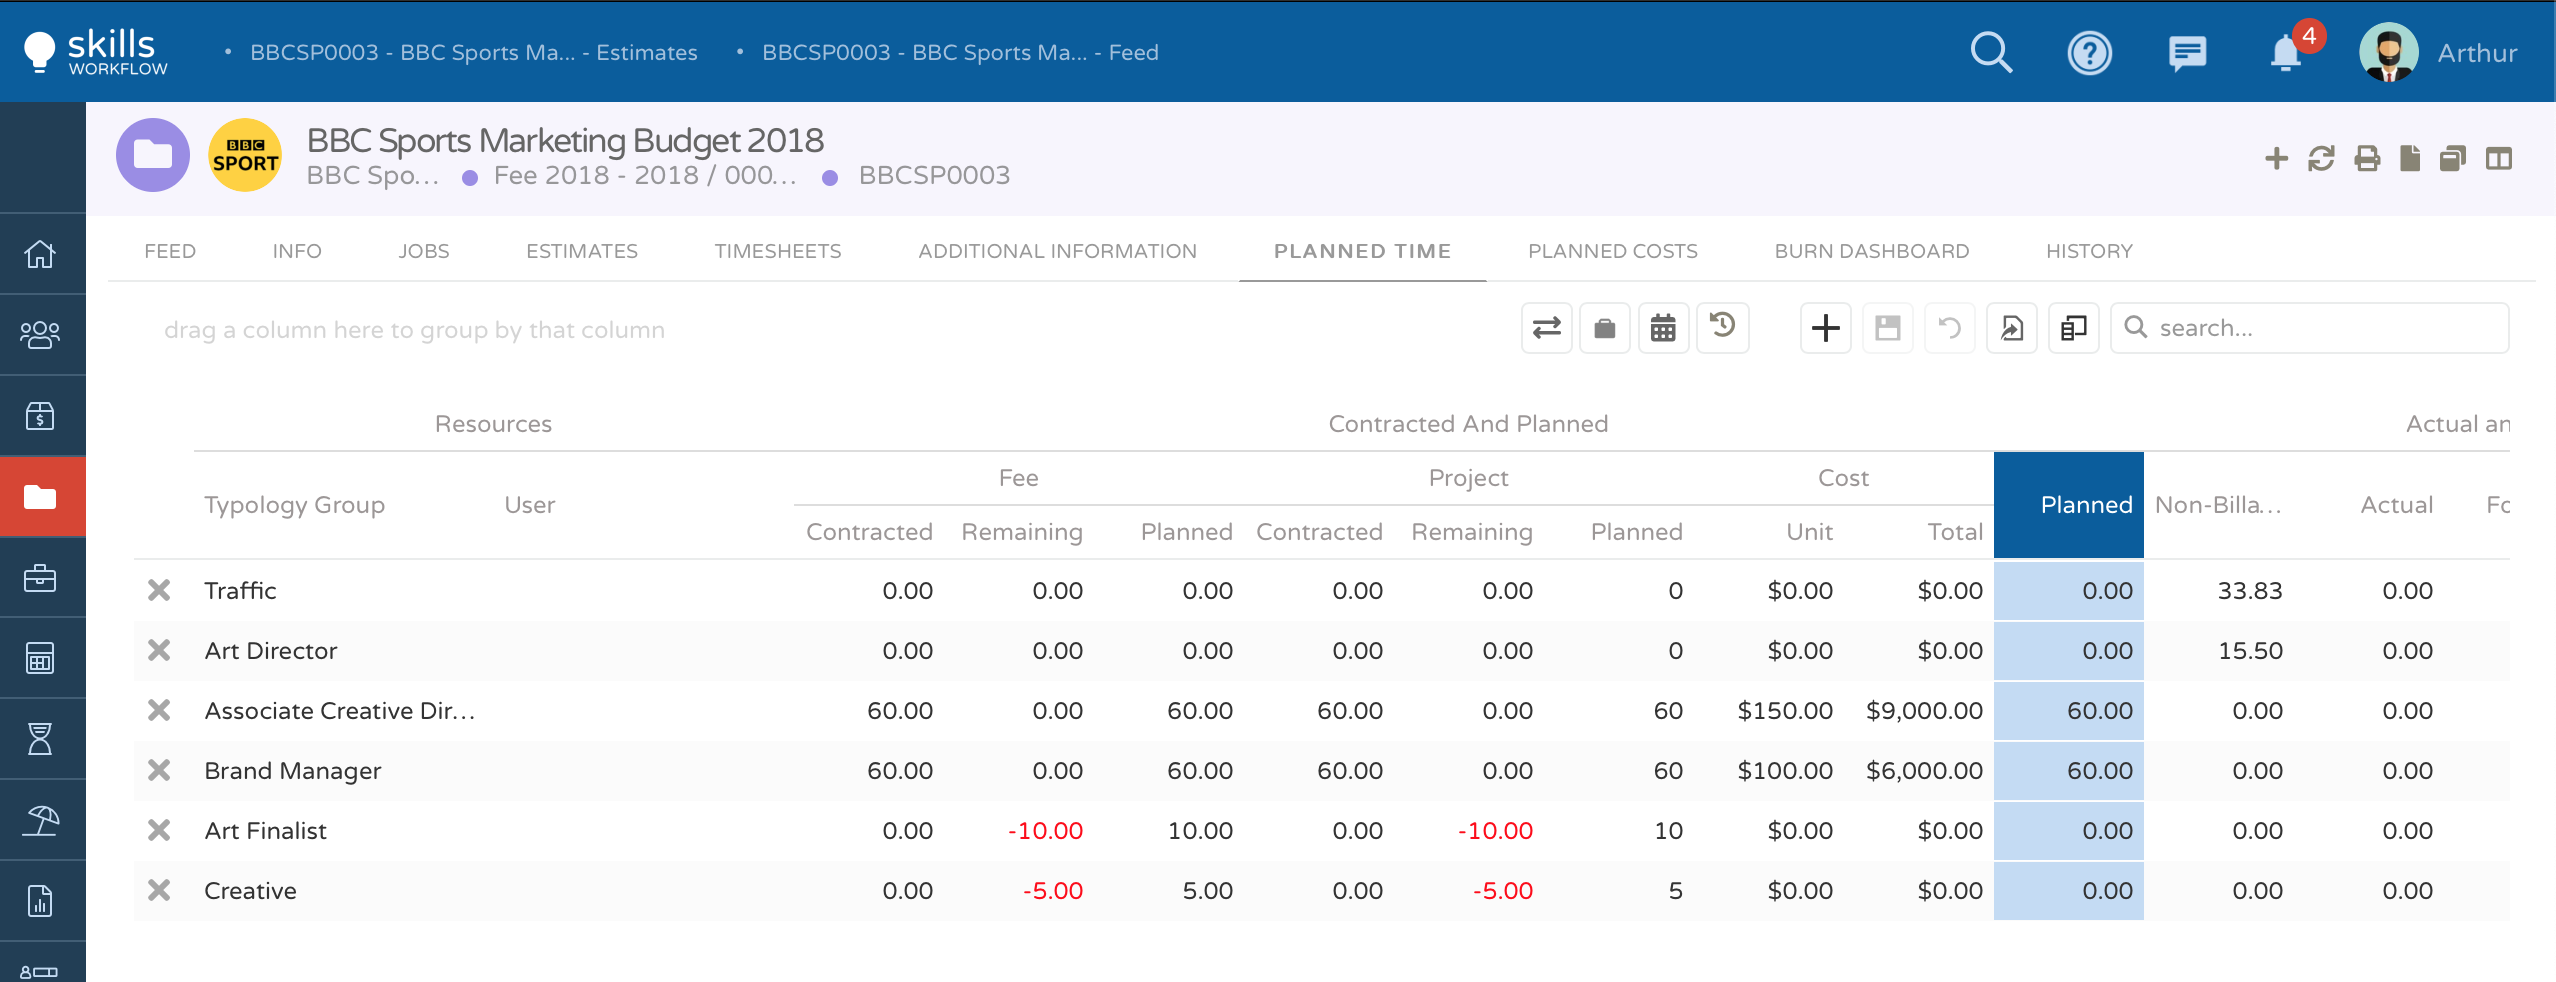 skills
WORKFLOW
• BBCSP0003 - BBC Sports Ma... - Estimates • BBCSP0003 - BBC Sports Ma... - Feed
4
Arthur
BBC
SPORT
BBC Sports Marketing Budget 2018
BBC Spo... Fee 2018 - 2018 / 000... BBCSP0003
FEED INFO JOBS ESTIMATES TIMESHEETS ADDITIONAL INFORMATION PLANNED TIME PLANNED COSTS BURN DASHBOARD HISTORY
drag a column here to group by that column
search...
Resources Contracted And Planned Actual an
Fee Project Cost
Typology Group User Planned Non-Billa... Actual Fo
Contracted Remaining Planned Contracted Remaining Planned Unit Total
Traffic 0.00 0.00 0.00 0.00 0.00 0 $0.00 $0.00 0.00 33.83 0.00
Art Director 0.00 0.00 0.00 0.00 0.00 0 $0.00 $0.00 0.00 15.50 0.00
Associate Creative Dir... 60.00 0.00 60.00 60.00 0.00 60 $150.00 $9,000.00 60.00 0.00 0.00
Brand Manager 60.00 0.00 60.00 60.00 0.00 60 $100.00 $6,000.00 60.00 0.00 0.00
Art Finalist 0.00 -10.00 10.00 0.00 -10.00 10 $0.00 $0.00 0.00 0.00 0.00
Creative 0.00 -5.00 5.00 0.00 -5.00 5 $0.00 $0.00 0.00 0.00 0.00